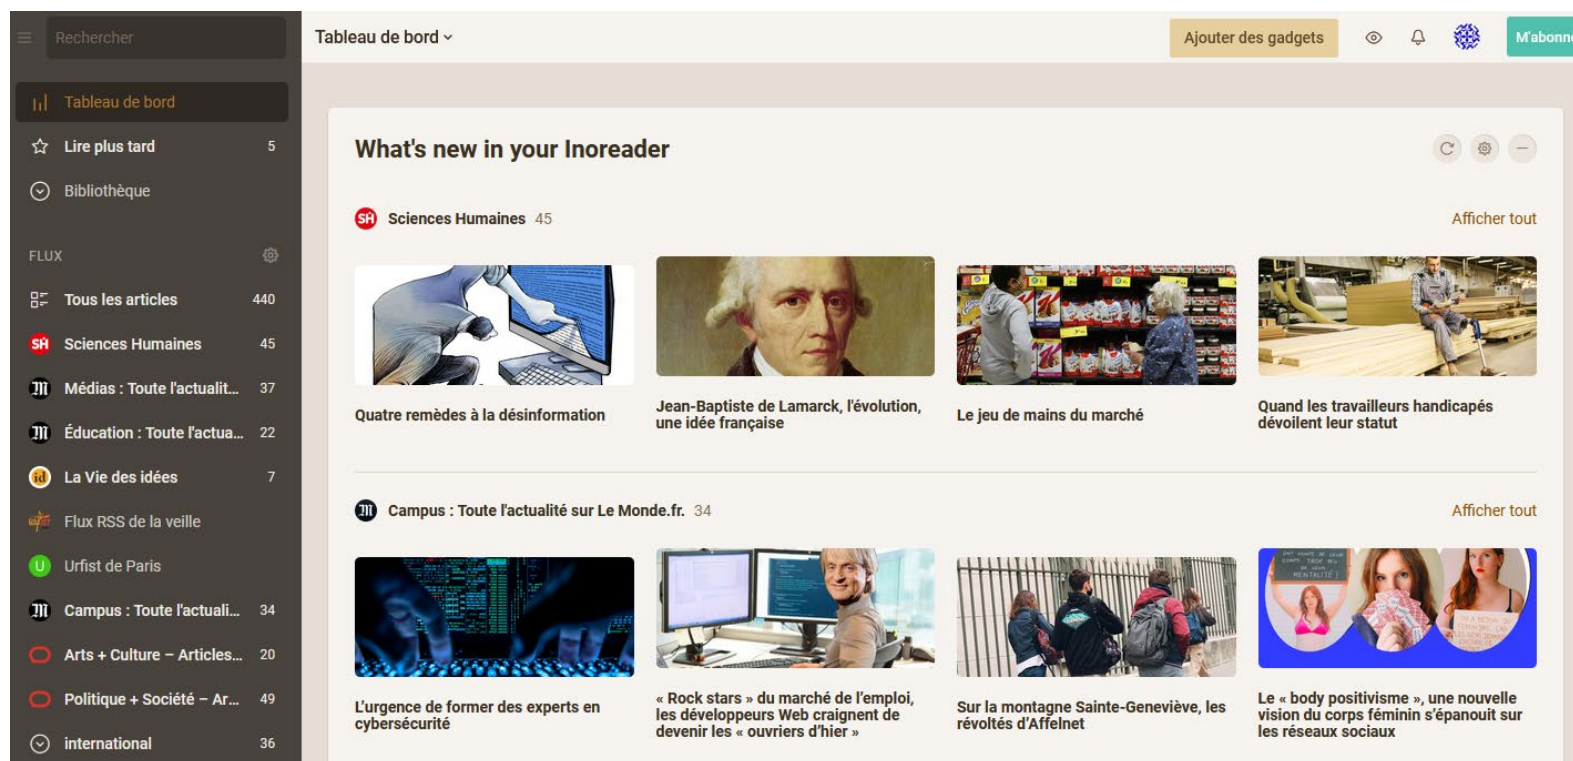 Rechercher
Tableau de bord
Lire plus tard 5
Bibliothèque
FLUX
Tous les articles 440
SH Sciences Humaines 45
Médias : Toute l'actualit... 37
Éducation : Toute l'actua... 22
id La Vie des idées 7
Flux RSS de la veille
U Urfist de Paris
Campus : Toute l'actuali... 34
Arts + Culture – Articles... 20
Politique + Société – Ar... 49
international 36
Tableau de bord
Ajouter des gadgets
M'abonne
What's new in your Inoreader
SH Sciences Humaines 45
Afficher tout
Quatre remèdes à la désinformation
Jean-Baptiste de Lamarck, l'évolution,
une idée française
Le jeu de mains du marché
Quand les travailleurs handicapés
dévoilent leur statut
Campus : Toute l'actualité sur Le Monde.fr. 34
Afficher tout
L'urgence de former des experts en
cybersécurité
« Rock stars » du marché de l'emploi,
les développeurs Web craignent de
devenir les « ouvriers d'hier »
Sur la montagne Sainte-Geneviève, les
révoltés d'Affelnet
MENTALITÉ !
Le « body positivisme », une nouvelle
vision du corps féminin s'épanouit sur
les réseaux sociaux